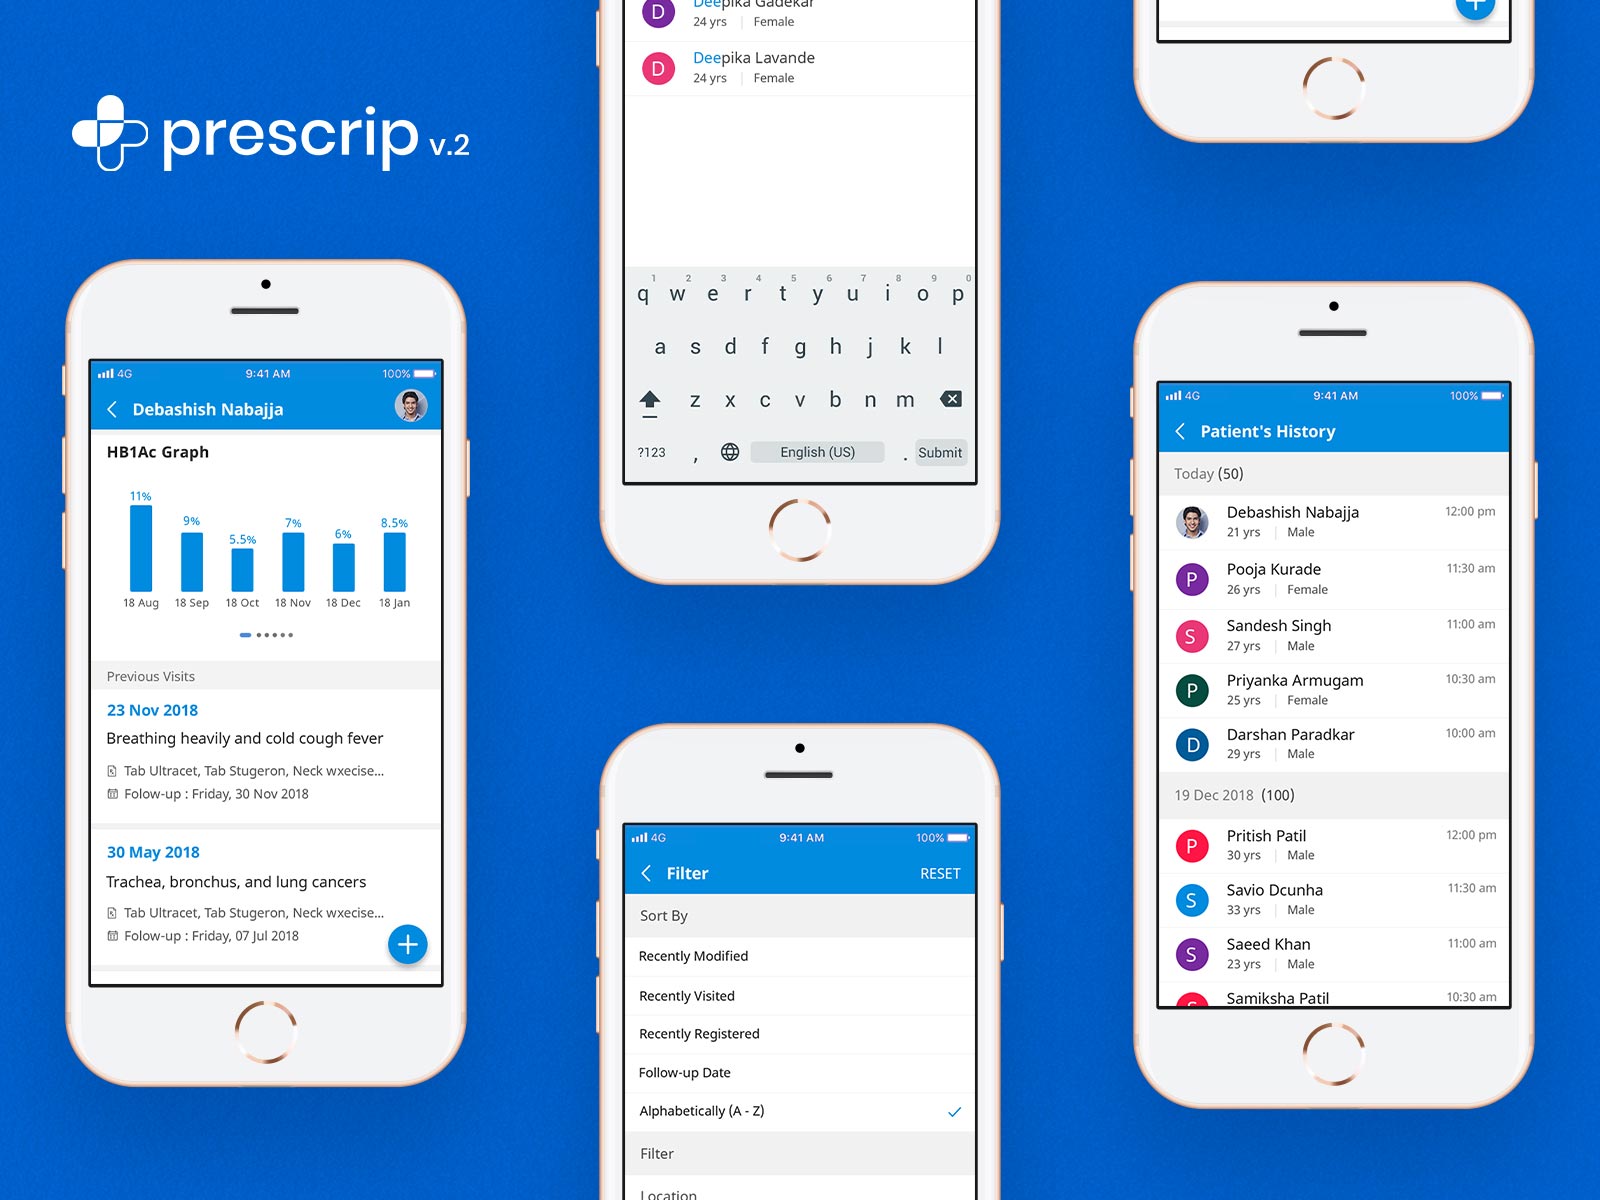 prescrip v.2
4G 9:41 AM 100%
Debashish Nabajja
HB1Ac Graph
11% 9% 5.5% 7% 6% 8.5%
18 Aug 18 Sep 18 Oct 18 Nov 18 Dec 18 Jan
Previous Visits
23 Nov 2018
Breathing heavily and cold cough fever
Tab Ultracet, Tab Stugeron, Neck wxecise...
Folow-up : Friday, 30 Nov 2018
30 May 2018
Trachea, bronchus, and lung cancers
Tab Ultracet, Tab Stugeron, Neck wxecise...
Folow-up : Friday, 07 Jul 2018
+
D Deepika Gadekar
24 yrs | Female
D Deepika Lavande
24 yrs | Female
1 2 3 4 5 6 7 8 9 0
q w e r t y u i o p
a s d f g h j k l
z x c v b n m
?123 , English (US) . Submit
4G 9:41 AM 100%
Filter RESET
Sort By
Recently Modified
Recently Visited
Recently Registered
Follow-up Date
Alphabetically (A - Z)
Filter
Location
+
4G 9:41 AM 100%
Patient's History
Today (50)
Debashish Nabajja 12:00 pm
21 yrs | Male
P Pooja Kurade 11:30 am
26 yrs | Female
S Sandesh Singh 11:00 am
27 yrs | Male
P Priyanka Armugam 10:30 am
25 yrs | Female
D Darshan Paradkar 10:00 am
29 yrs | Male
19 Dec 2018 (100)
P Pritish Patil 12:00 pm
30 yrs | Male
S Savio Dcunha 11:30 am
33 yrs | Male
S Saeed Khan 11:00 am
23 yrs | Male
S Samiksha Patil 10:30 am